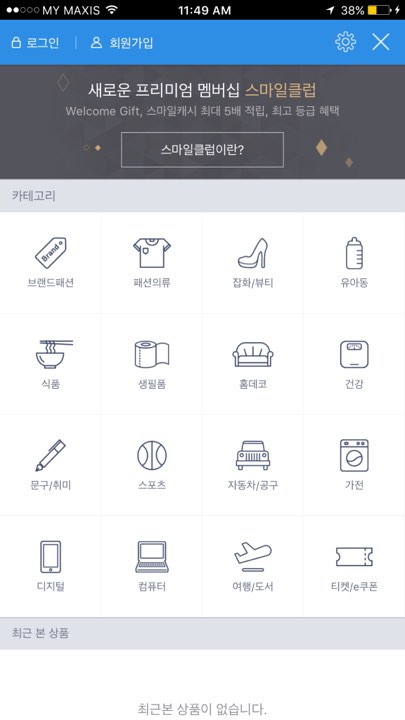 MY MAXIS
11:49 AM
38%
로그인
회원가입
새로운 프리미엄 멤버십 스마일클럽
Welcome Gift, 스마일캐시 최대 5배 적립, 최고 등급 혜택
스마일클럽이란?
카테고리
Brand
브랜드패션
패션의류
잡화/뷰티
유아동
식품
생필품
홈데코
건강
문구/취미
스포츠
자동차/공구
가전
디지털
컴퓨터
여행/도서
티켓/e쿠폰
최근 본 상품
최근본 상품이 없습니다.